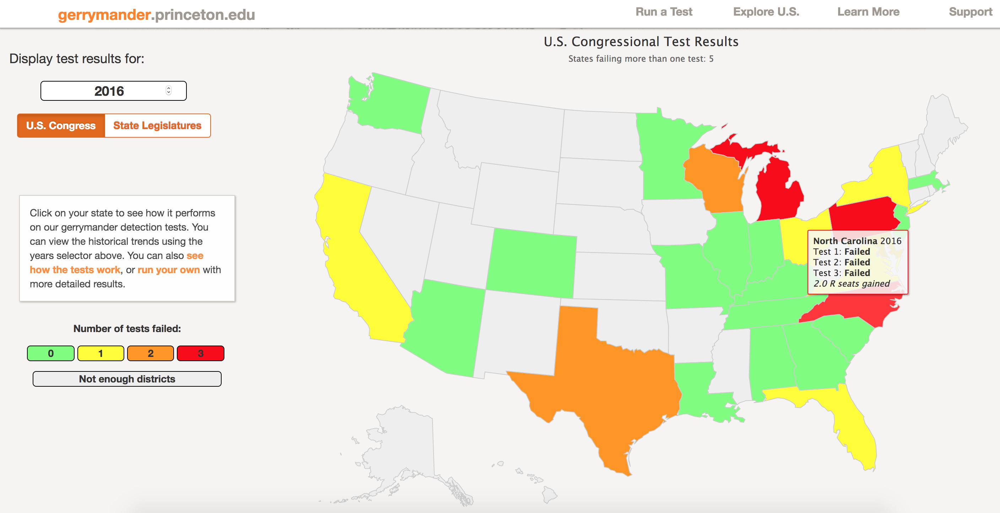 gerrymander.princeton.edu
Run a Test
Explore U.S.
Learn More
Support
U.S. Congressional Test Results
States failing more than one test: 5
Display test results for:
2016
U.S. Congress
State Legislatures
Click on your state to see how it performs
on our gerrymander detection tests. You
can view the historical trends using the
years selector above. You can also see
how the tests work, or run your own with
more detailed results.
North Carolina 2016
Test 1: Failed
Test 2: Failed
Test 3: Failed
2.0 R seats gained
Number of tests failed:
0
1
2
3
Not enough districts